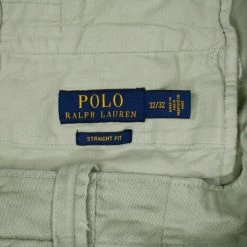 POLO
RALPH LAUREN
32/32
STRAIGHT FIT